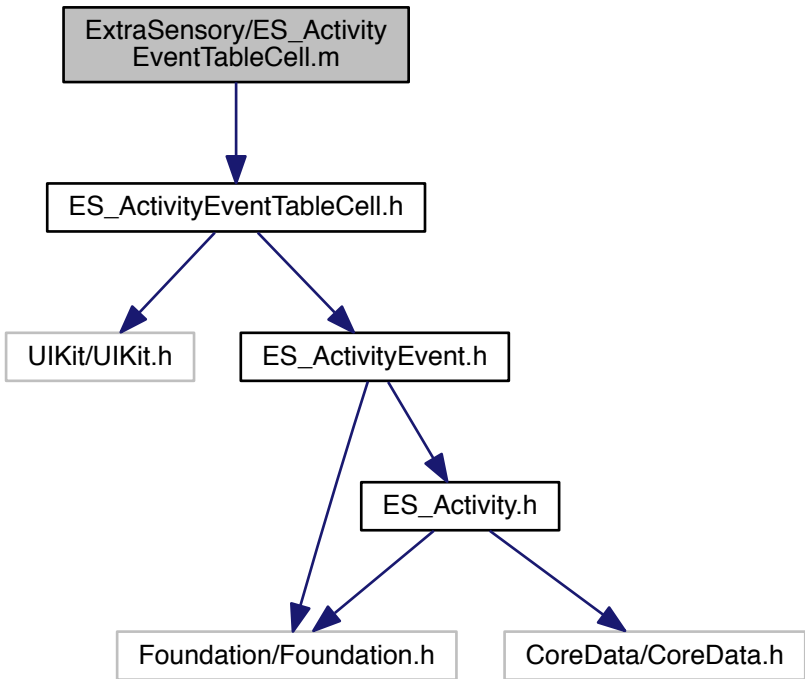 ExtraSensory/ES_Activity
EventTableCell.m
ES_ActivityEventTableCell.h
UIKit/UIKit.h
ES_ActivityEvent.h
ES_Activity.h
Foundation/Foundation.h
CoreData/CoreData.h